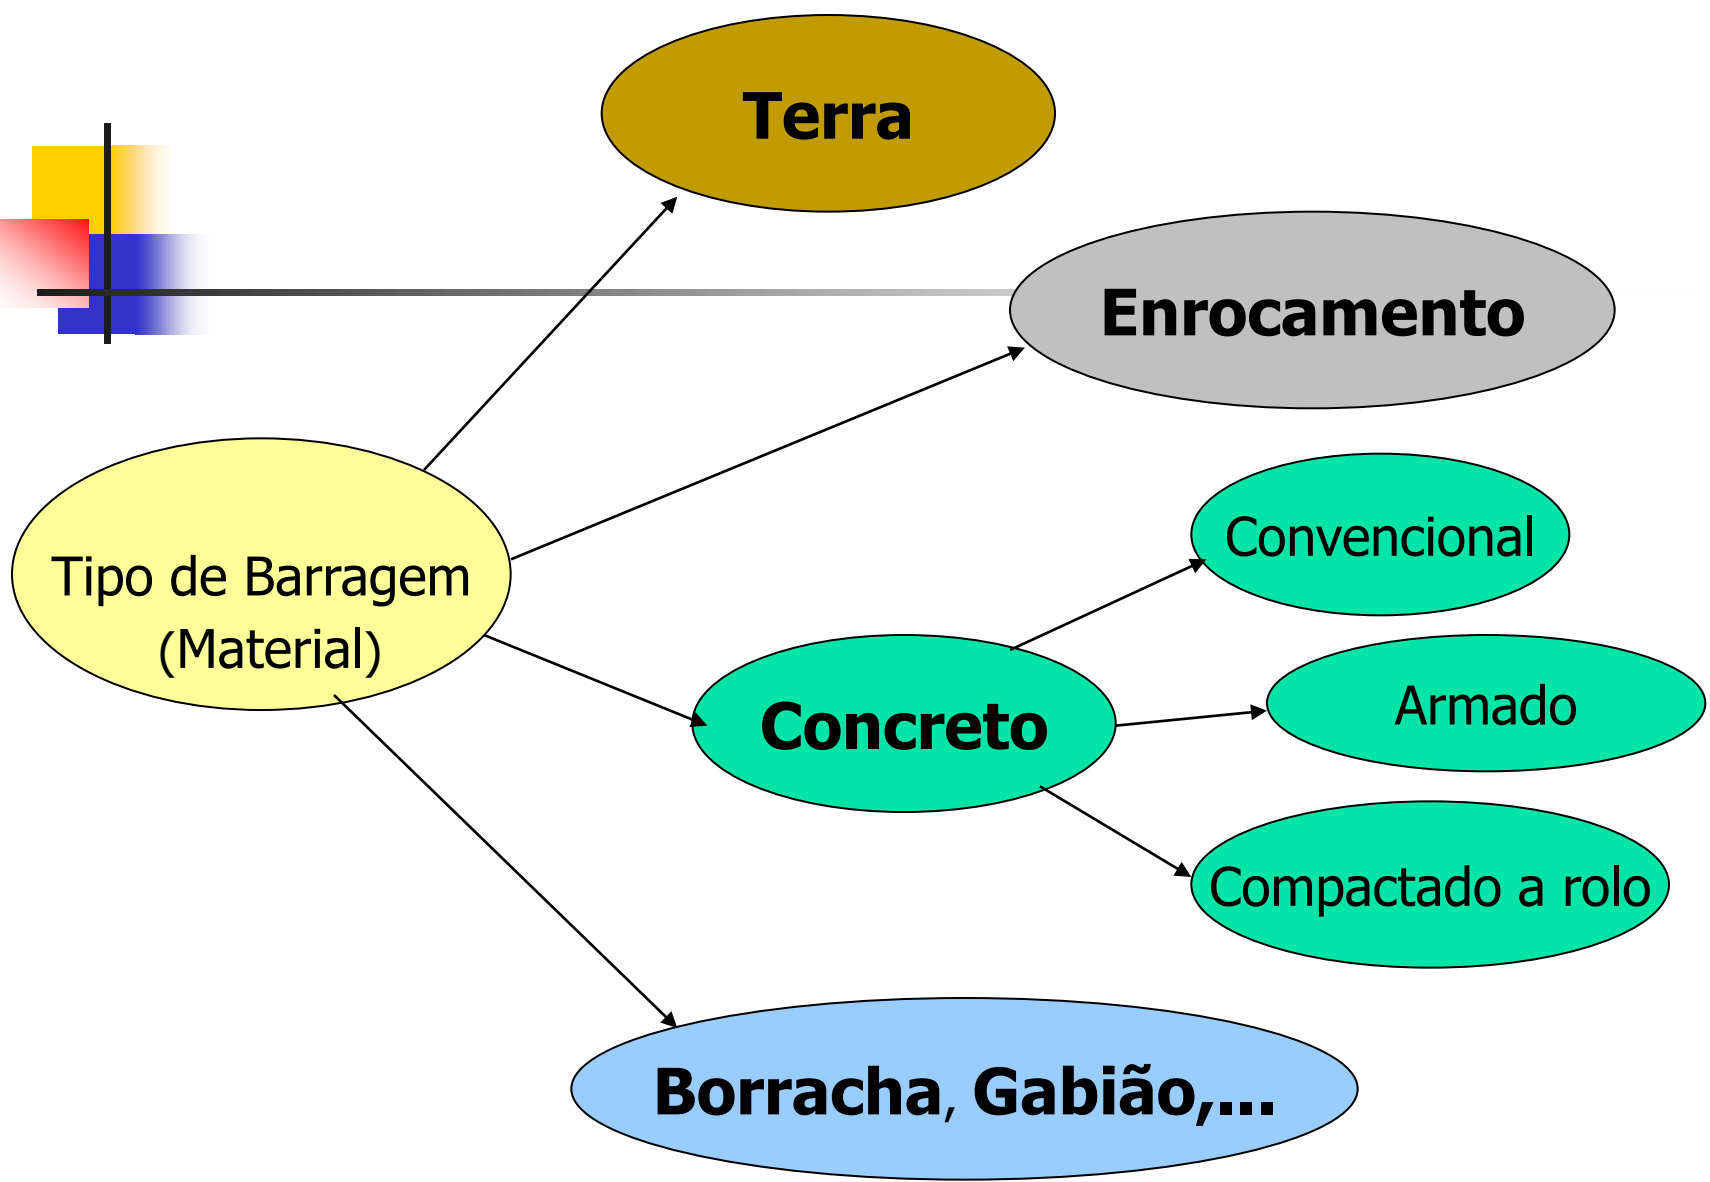 Terra
Enrocamento
Tipo de Barragem
(Material)
Convencional
Armado
Concreto
Compactado a rolo
Borracha, Gabião,...